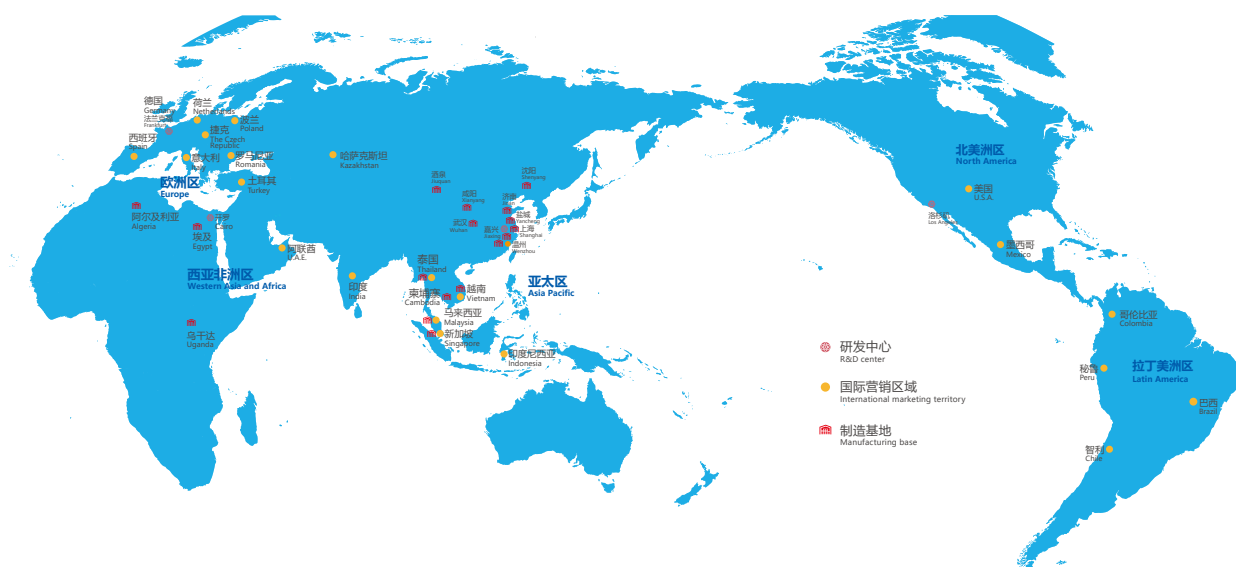 德国
Germany
法兰克福
Frankfurt
荷兰
Netherlands
波兰
Poland
捷克
The Czech
Republic
西班牙
Spain
意大利
Italy
罗马尼亚
Romania
哈萨克斯坦
Kazakhstan
欧洲区
Europe
土耳其
Turkey
阿尔及利亚
Algeria
开罗
Cairo
埃及
Egypt
阿联酋
U.A.E.
西亚非洲区
Western Asia and Africa
乌干达
Uganda
印度
India
酒泉
Jiuquan
沈阳
Shenyang
咸阳
Xianyang
济南
Jinan
武汉
Wuhan
盐城
Yancheng
嘉兴
Jiaxing
上海
Shanghai
温州
Wenzhou
泰国
Thailand
柬埔寨
Cambodia
越南
Vietnam
马来西亚
Malaysia
新加坡
Singapore
印度尼西亚
Indonesia
亚太区
Asia Pacific
北美洲区
North America
美国
U.S.A.
洛杉矶
Los Angeles
墨西哥
Mexico
哥伦比亚
Colombia
秘鲁
Peru
拉丁美洲区
Latin America
巴西
Brazil
智利
Chile
研发中心
R&D center
国际营销区域
International marketing territory
制造基地
Manufacturing base